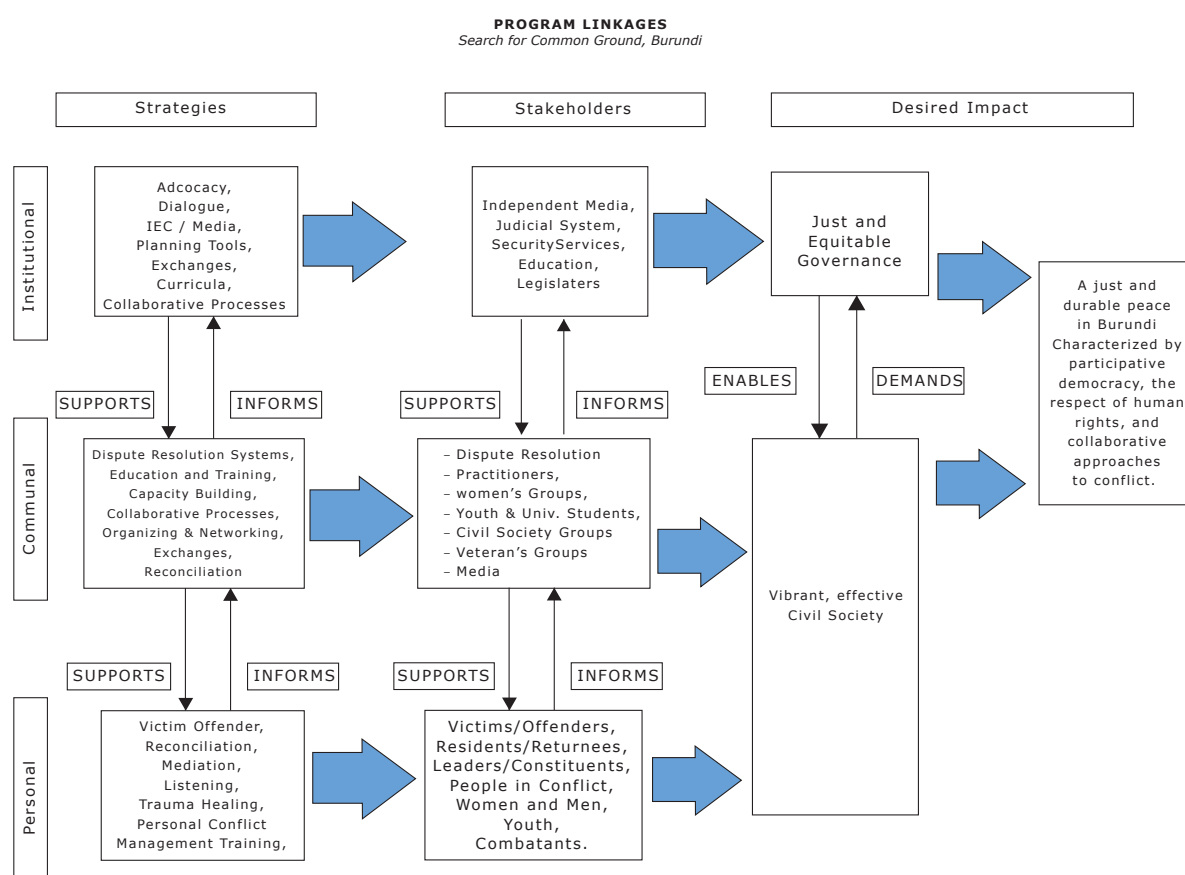 PROGRAM LINKAGES
Search for Common Ground, Burundi
Strategies
Stakeholders
Desired Impact
Institutional
Adcocacy,
Dialogue,
IEC / Media,
Planning Tools,
Exchanges,
Curricula,
Collaborative Processes
Independent Media,
Judicial System,
SecurityServices,
Education,
Legislaters
Just and
Equitable
Governance
A just and
durable peace
in Burundi
Characterized by
participative
democracy, the
respect of human
rights, and
collaborative
approaches
to conflict.
SUPPORTS
INFORMS
SUPPORTS
INFORMS
ENABLES
DEMANDS
Communal
Dispute Resolution Systems,
Education and Training,
Capacity Building,
Collaborative Processes,
Organizing & Networking,
Exchanges,
Reconciliation
– Dispute Resolution
– Practitioners,
– women’s Groups,
– Youth & Univ. Students,
– Civil Society Groups
– Veteran’s Groups
– Media
Vibrant, effective
Civil Society
SUPPORTS
INFORMS
SUPPORTS
INFORMS
Personal
Victim Offender,
Reconciliation,
Mediation,
Listening,
Trauma Healing,
Personal Conflict
Management Training,
Victims/Offenders,
Residents/Returnees,
Leaders/Constituents,
People in Conflict,
Women and Men,
Youth,
Combatants.